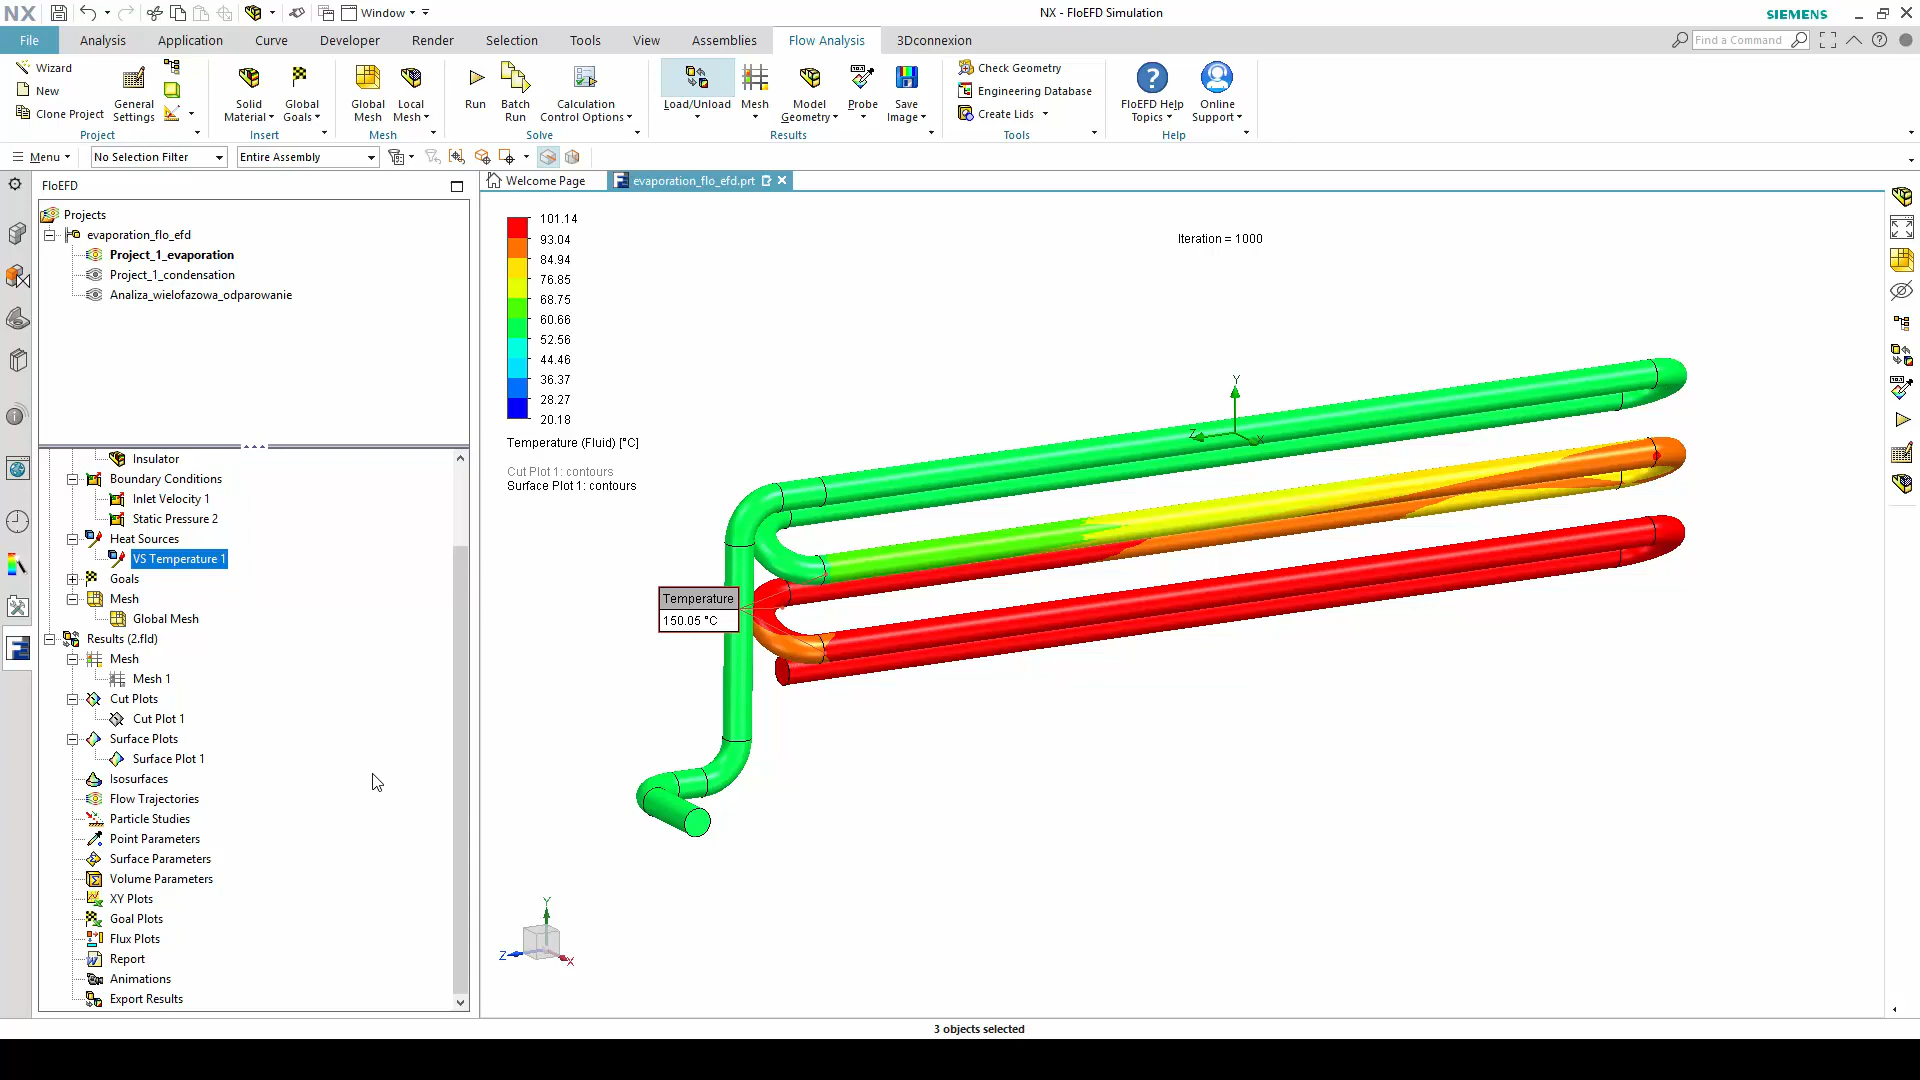 NX
Window
NX - FloEFD Simulation
SIEMENS
File
Analysis
Application
Curve
Developer
Render
Selection
Tools
View
Assemblies
Flow Analysis
3Dconnexion
Find a Command
Wizard
New
Clone Project
General
Settings
Project
Solid
Material
Global
Goals
Insert
Global
Mesh
Local
Mesh
Mesh
Run
Batch
Run
Calculation
Control Options
Solve
Load/Unload
Mesh
Model
Geometry
Probe
Save
Image
Results
Check Geometry
Engineering Database
Create Lids
Tools
FloEFD Help
Topics
Online
Support
Help
Menu
No Selection Filter
Entire Assembly
FloEFD
Welcome Page
evaporation_flo_efd.prt
Projects
evaporation_flo_efd
Project_1_evaporation
Project_1_condensation
Analiza_wielofazowa_odparowanie
Insulator
Boundary Conditions
Inlet Velocity 1
Static Pressure 2
Heat Sources
VS Temperature 1
Goals
Mesh
Global Mesh
Results (2.fld)
Mesh
Mesh 1
Cut Plots
Cut Plot 1
Surface Plots
Surface Plot 1
Isosurfaces
Flow Trajectories
Particle Studies
Point Parameters
Surface Parameters
Volume Parameters
XY Plots
Goal Plots
Flux Plots
Report
Animations
Export Results
101.14
93.04
84.94
76.85
68.75
60.66
52.56
44.46
36.37
28.27
20.18
Temperature (Fluid) [°C]
Cut Plot 1: contours
Surface Plot 1: contours
Iteration = 1000
Y
Z
X
Temperature
150.05 °C
Y
Z
X
3 objects selected